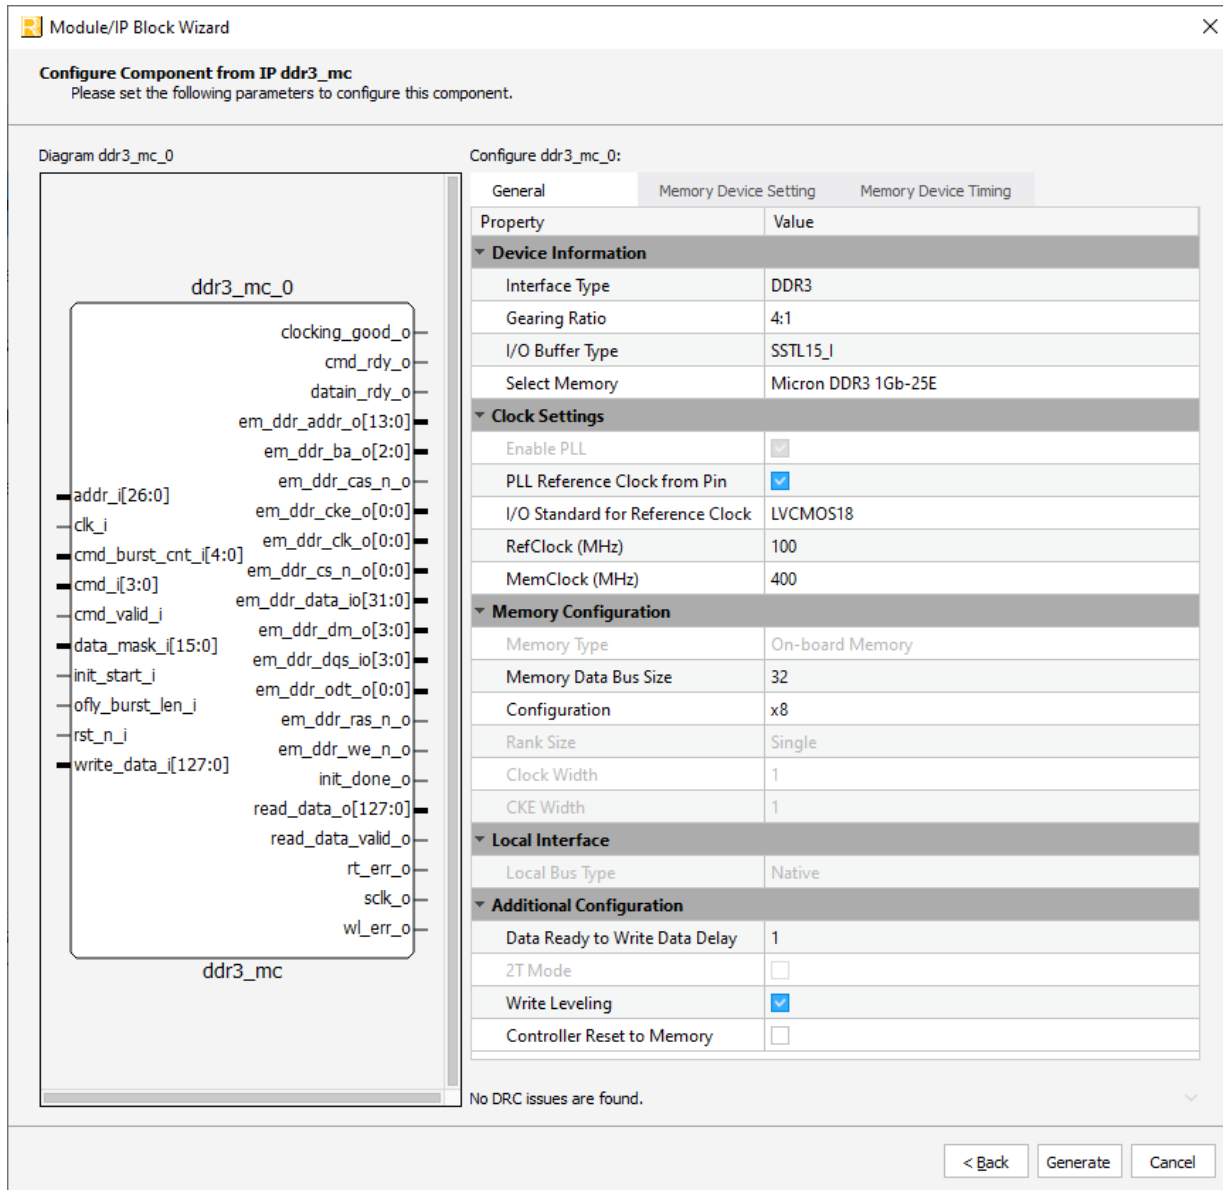 Module/IP Block Wizard
Configure Component from IP ddr3_mc
Please set the following parameters to configure this component.
Diagram ddr3_mc_0
ddr3_mc_0
addr_i[26:0]
clk_i
cmd_burst_cnt_i[4:0]
cmd_i[3:0]
cmd_valid_i
data_mask_i[15:0]
init_start_i
ofly_burst_len_i
rst_n_i
write_data_i[127:0]
clocking_good_o
cmd_rdy_o
datain_rdy_o
em_ddr_addr_o[13:0]
em_ddr_ba_o[2:0]
em_ddr_cas_n_o
em_ddr_cke_o[0:0]
em_ddr_clk_o[0:0]
em_ddr_cs_n_o[0:0]
em_ddr_data_io[31:0]
em_ddr_dm_o[3:0]
em_ddr_dqs_io[3:0]
em_ddr_odt_o[0:0]
em_ddr_ras_n_o
em_ddr_we_n_o
init_done_o
read_data_o[127:0]
read_data_valid_o
rt_err_o
sclk_o
wl_err_o
ddr3_mc
Configure ddr3_mc_0:
General Memory Device Setting Memory Device Timing
Property Value
Device Information
Interface Type DDR3
Gearing Ratio 4:1
I/O Buffer Type SSTL15_I
Select Memory Micron DDR3 1Gb-25E
Clock Settings
Enable PLL
PLL Reference Clock from Pin
I/O Standard for Reference Clock LVCMOS18
RefClock (MHz) 100
MemClock (MHz) 400
Memory Configuration
Memory Type On-board Memory
Memory Data Bus Size 32
Configuration x8
Rank Size Single
Clock Width 1
CKE Width 1
Local Interface
Local Bus Type Native
Additional Configuration
Data Ready to Write Data Delay 1
2T Mode
Write Leveling
Controller Reset to Memory
No DRC issues are found.
< Back Generate Cancel